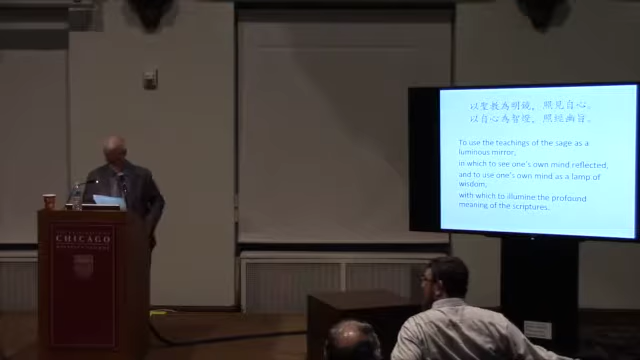 以聖教為明鏡，照見自心。
以自心為智燈，照經幽旨。
To use the teachings of the sage as a
luminous mirror,
in which to see one's own mind reflected,
and to use one's own mind as a lamp of
wisdom,
with which to illumine the profound
meaning of the scriptures.
CHICAGO